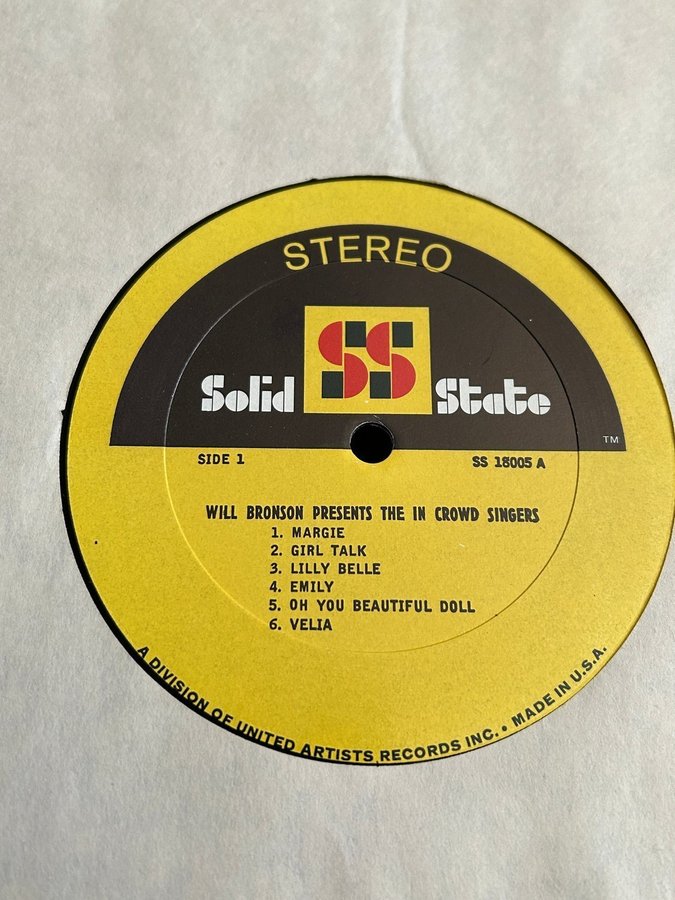 STEREO
SS
Solid State
TM
SIDE 1
SS 18005 A
WILL BRONSON PRESENTS THE IN CROWD SINGERS
1. MARGIE
2. GIRL TALK
3. LILLY BELLE
4. EMILY
5. OH YOU BEAUTIFUL DOLL
6. VELIA
A DIVISION OF UNITED ARTISTS RECORDS INC. • MADE IN U.S.A.